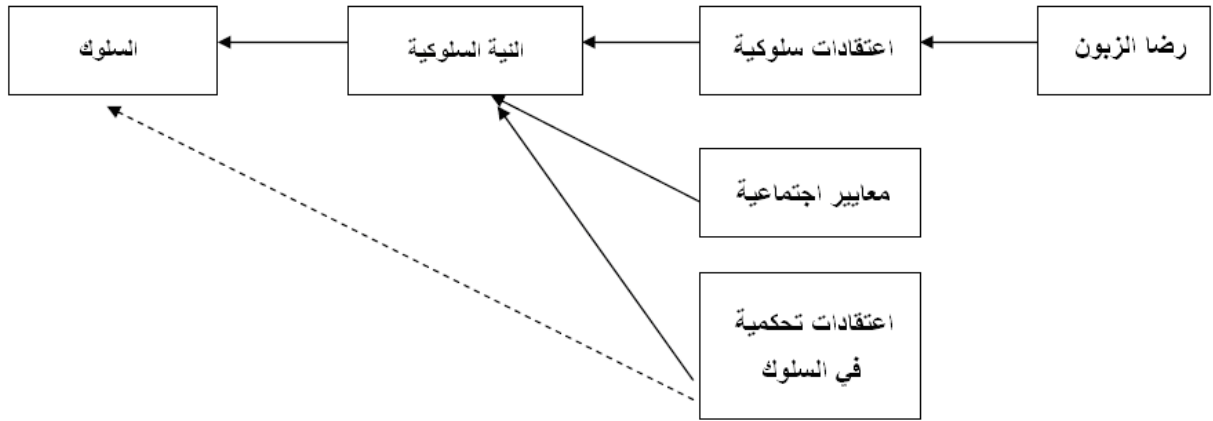 رضا الزبون
اعتقادات سلوكية
النية السلوكية
السلوك
معايير اجتماعية
اعتقادات تحكمية
في السلوك